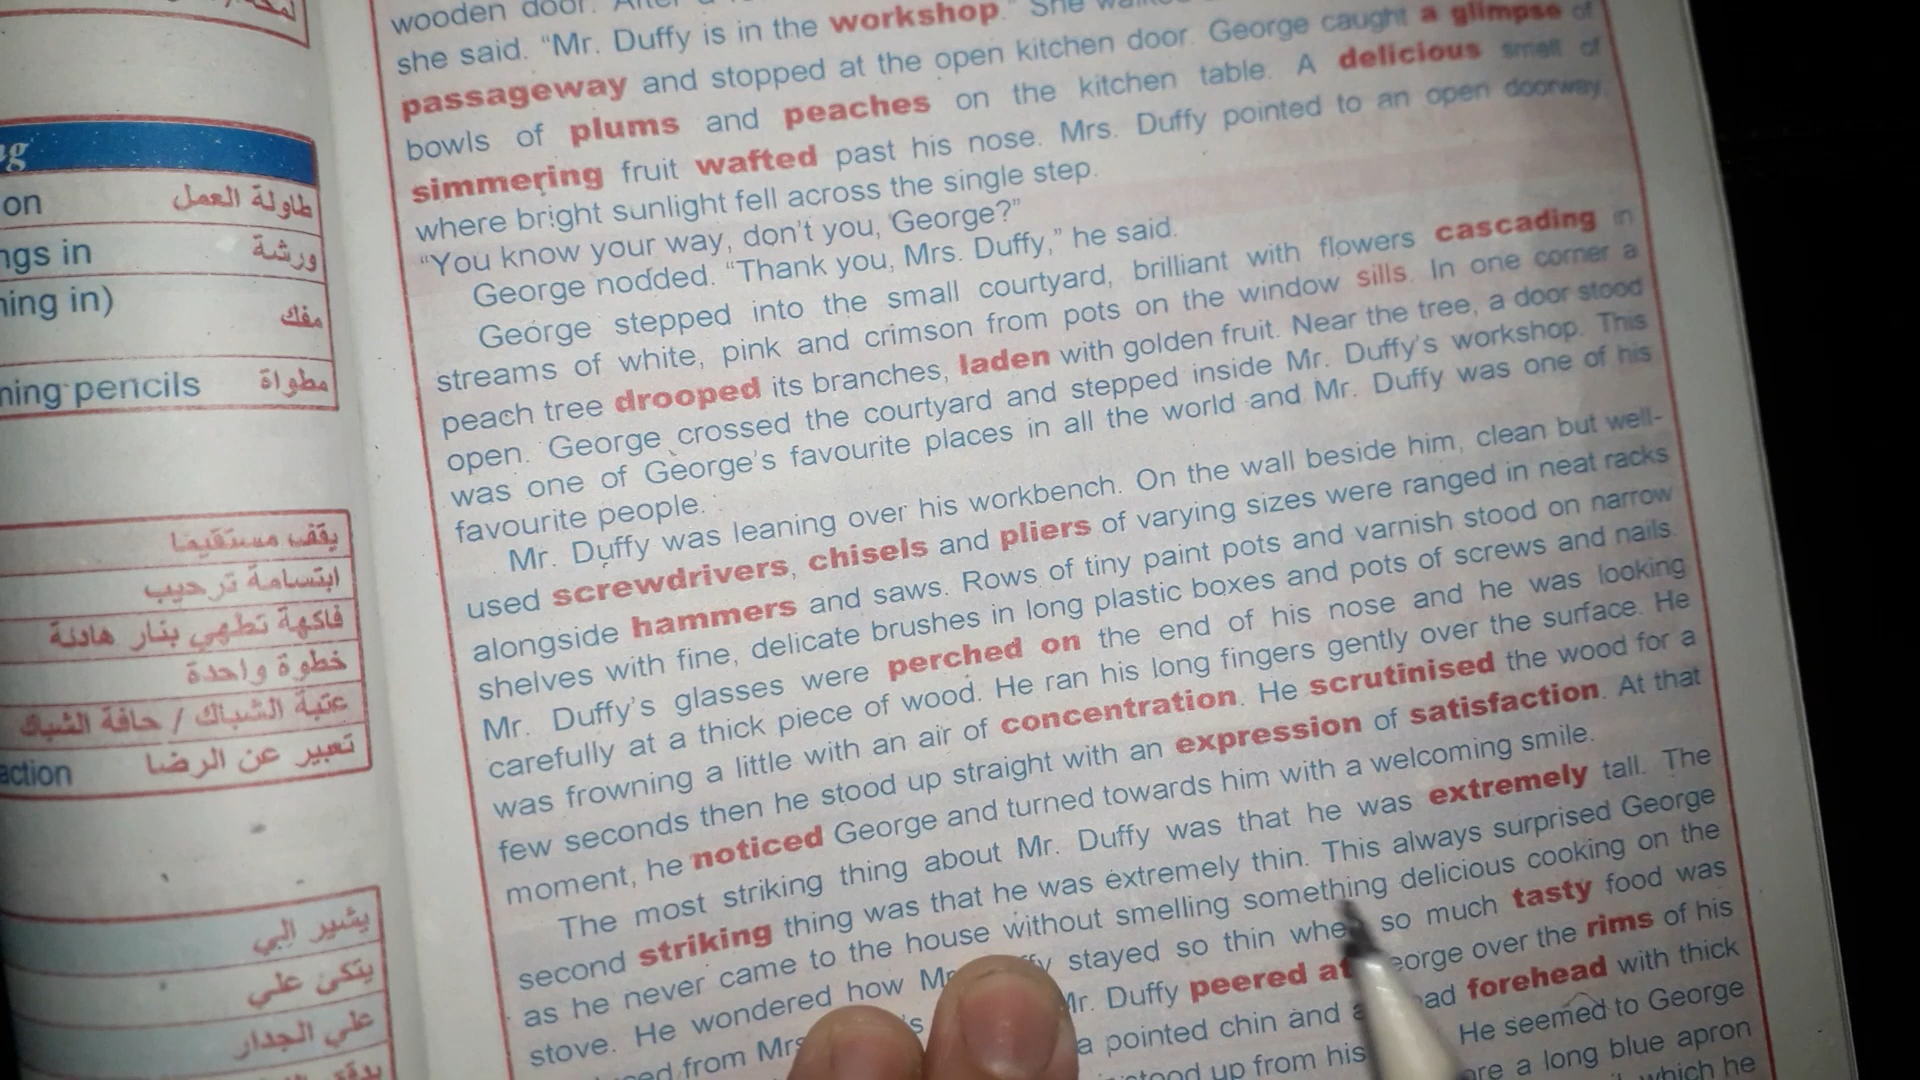 on طاولة العمل
ngs in ورشة
ning in) مفك
ning pencils مطواة
يقف مستقيما
ابتسامة ترحيب
فاكهة تطهي بنار هادئة
خطوة واحدة
عتبة الشباك / حافة الشباك
action تعبير عن الرضا
يشير إلي
يتكئ علي
علي الجدار
wooden door. After a
she said. “Mr. Duffy is in the workshop.” She
passageway and stopped at the open kitchen door. George caught a glimpse of
bowls of plums and peaches on the kitchen table. A delicious smell of
simmering fruit wafted past his nose. Mrs. Duffy pointed to an open doorway,
where bright sunlight fell across the single step.
“You know your way, don't you, George?”
George nodded. “Thank you, Mrs. Duffy,” he said.
George stepped into the small courtyard, brilliant with flowers cascading in
streams of white, pink and crimson from pots on the window sills. In one corner a
peach tree drooped its branches, laden with golden fruit. Near the tree, a door stood
open. George crossed the courtyard and stepped inside Mr. Duffy's workshop. This
was one of George's favourite places in all the world and Mr. Duffy was one of his
favourite people.
Mr. Duffy was leaning over his workbench. On the wall beside him, clean but well-
used screwdrivers, chisels and pliers of varying sizes were ranged in neat racks
alongside hammers and saws. Rows of tiny paint pots and varnish stood on narrow
shelves with fine, delicate brushes in long plastic boxes and pots of screws and nails.
Mr. Duffy's glasses were perched on the end of his nose and he was looking
carefully at a thick piece of wood. He ran his long fingers gently over the surface. He
was frowning a little with an air of concentration. He scrutinised the wood for a
few seconds then he stood up straight with an expression of satisfaction. At that
moment, he noticed George and turned towards him with a welcoming smile.
The most striking thing about Mr. Duffy was that he was extremely tall. The
second striking thing was that he was extremely thin. This always surprised George
as he never came to the house without smelling something delicious cooking on the
stove. He wondered how Mr stayed so thin when so much tasty food was
from Mrs Mr. Duffy peered at George over the rims of his
a pointed chin and forehead with thick
stood up from his He seemed to George
a long blue apron
which he